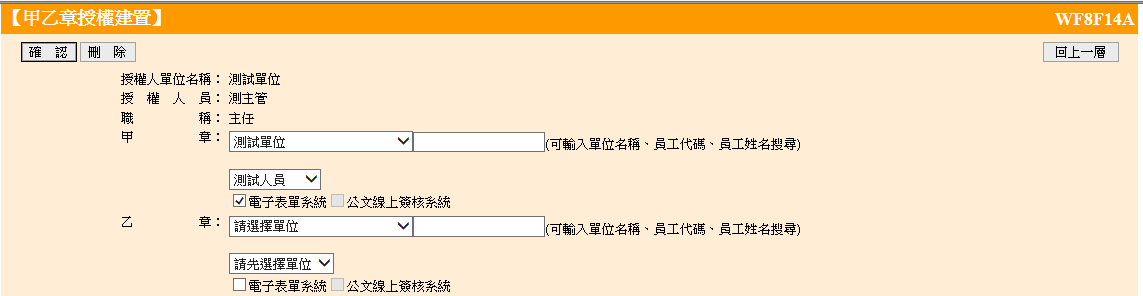 【甲乙章授權建置】 WF8F14A
確 認 刪 除 回上一層
授權人單位名稱： 測試單位
授 權 人 員： 測主管
職 稱： 主任
甲 章： 測試單位 (可輸入單位名稱、員工代碼、員工姓名搜尋)
測試人員
電子表單系統 公文線上簽核系統
乙 章： 請選擇單位 (可輸入單位名稱、員工代碼、員工姓名搜尋)
請先選擇單位
電子表單系統 公文線上簽核系統